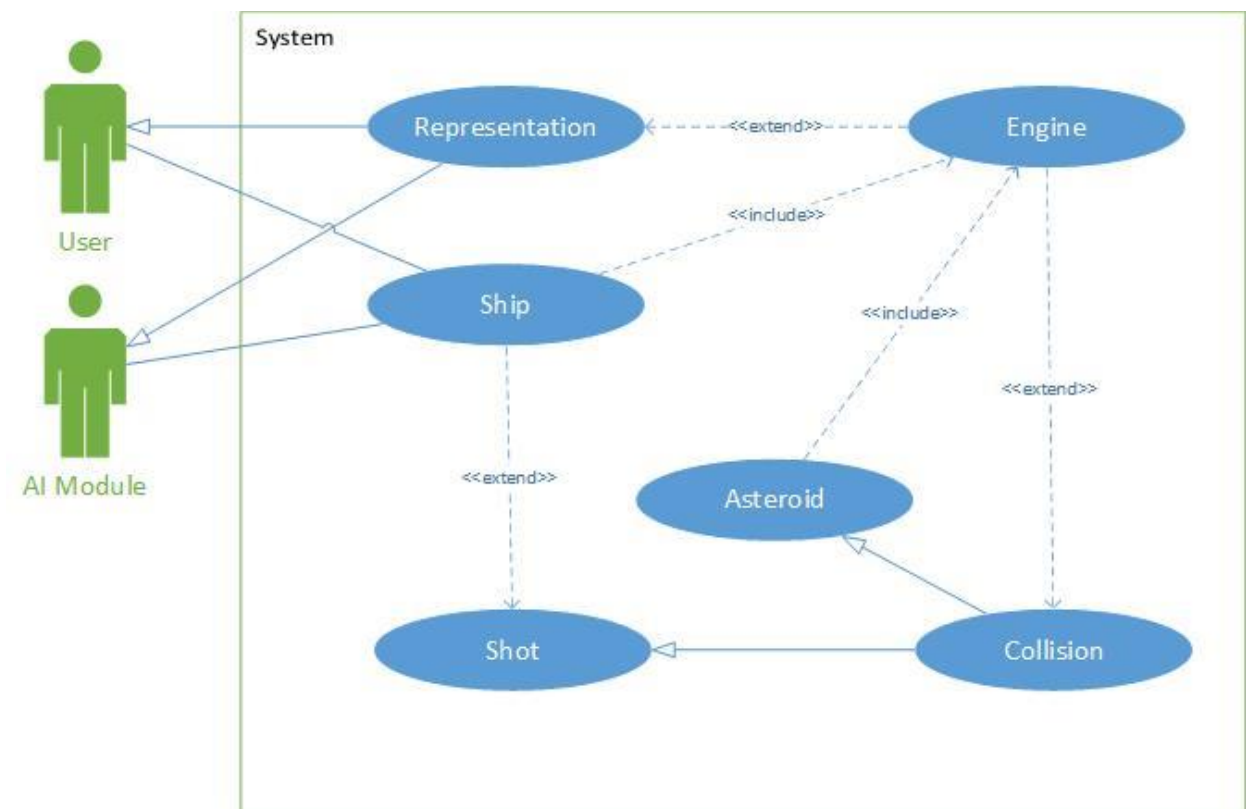 System
Representation
<<extend>>
Engine
User
<<include>>
Ship
<<include>>
<<extend>>
AI Module
<<extend>>
Asteroid
Shot
Collision